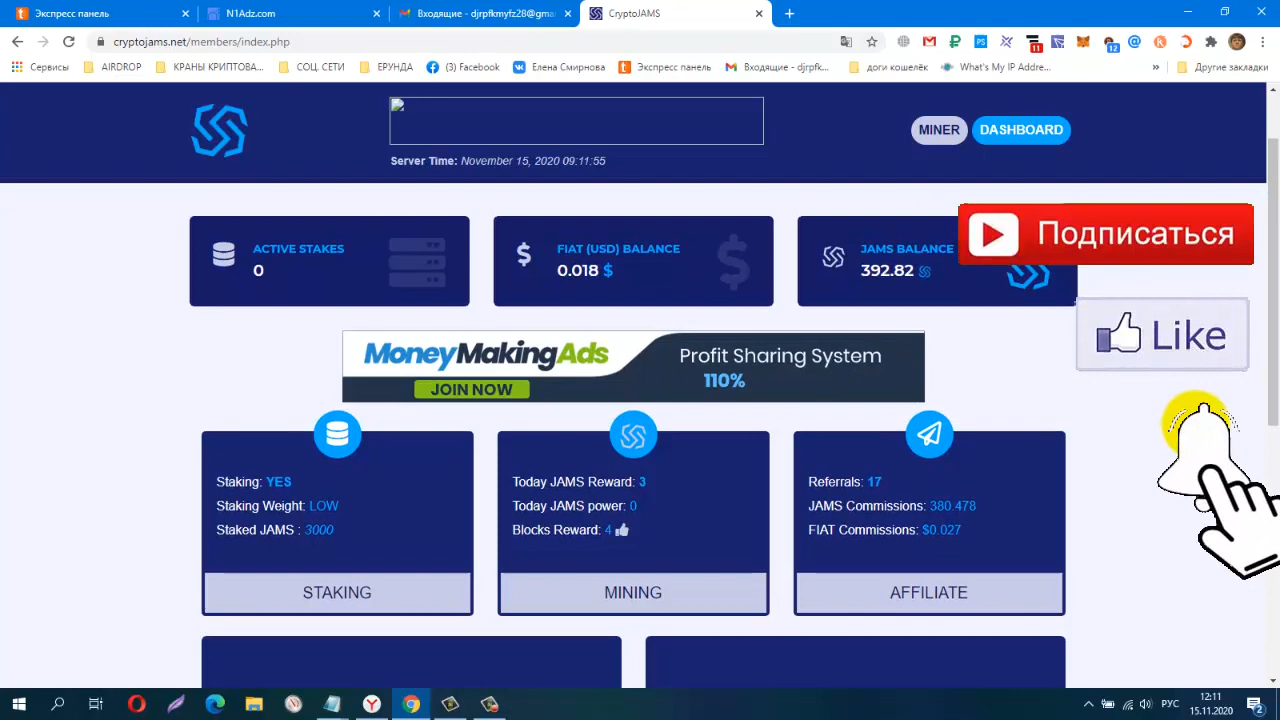 Экспресс панель
N1Adz.com
Входящие - djrpfkmyfz28@gma
CryptoJAMS
cryptojams.net/members/index.php
11
12
Сервисы
AIRDROP
КРАНЫ КРИПТОВА...
СОЦ. СЕТИ
ЕРУНДА
(3) Facebook
Елена Смирнова
Экспресс панель
Входящие - djrpfk...
доги кошелёк
What's My IP Addre...
»
Другие закладки
MINER
DASHBOARD
Server Time: November 15, 2020 09:11:55
ACTIVE STAKES
0
FIAT (USD) BALANCE
0.018 $
JAMS BALANCE
392.82
Подписаться
Like
MoneyMakingAds
JOIN NOW
Profit Sharing System
110%
Staking: YES
Staking Weight: LOW
Staked JAMS : 3000
STAKING
Today JAMS Reward: 3
Today JAMS power: 0
Blocks Reward: 4
MINING
Referrals: 17
JAMS Commissions: 380.478
FIAT Commissions: $0.027
AFFILIATE
РУС
12:11
15.11.2020
2